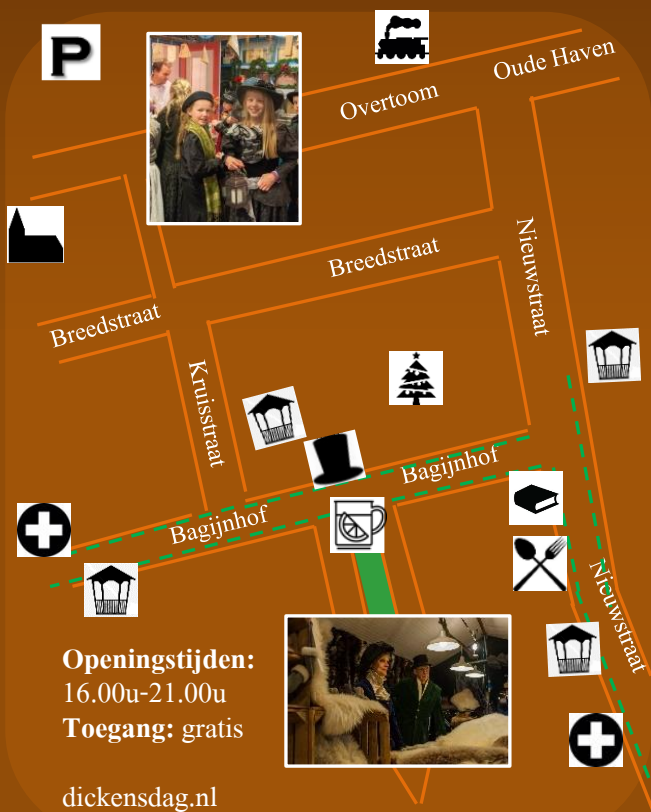 P
Oude Haven
Overtoom
Nieuwstraat
Breedstraat
Breedstraat
Kruisstraat
Bagijnhof
Bagijnhof
Nieuwstraat
Openingstijden:
16.00u-21.00u
Toegang: gratis
dickensdag.nl